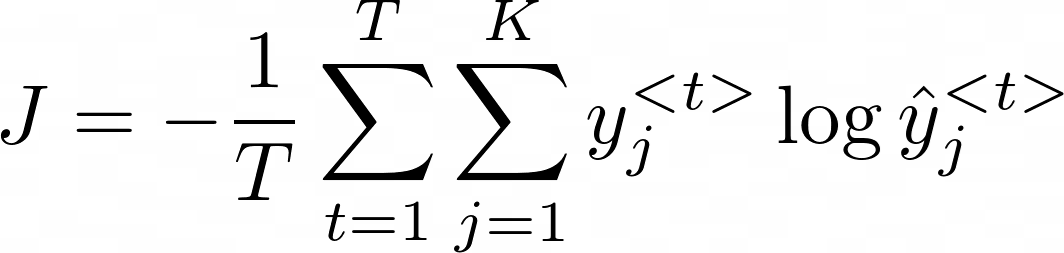 J = -\frac{1}{T} \sum_{t=1}^{T} \sum_{j=1}^{K} y_j^{<t>} \log \hat{y}_j^{<t>}